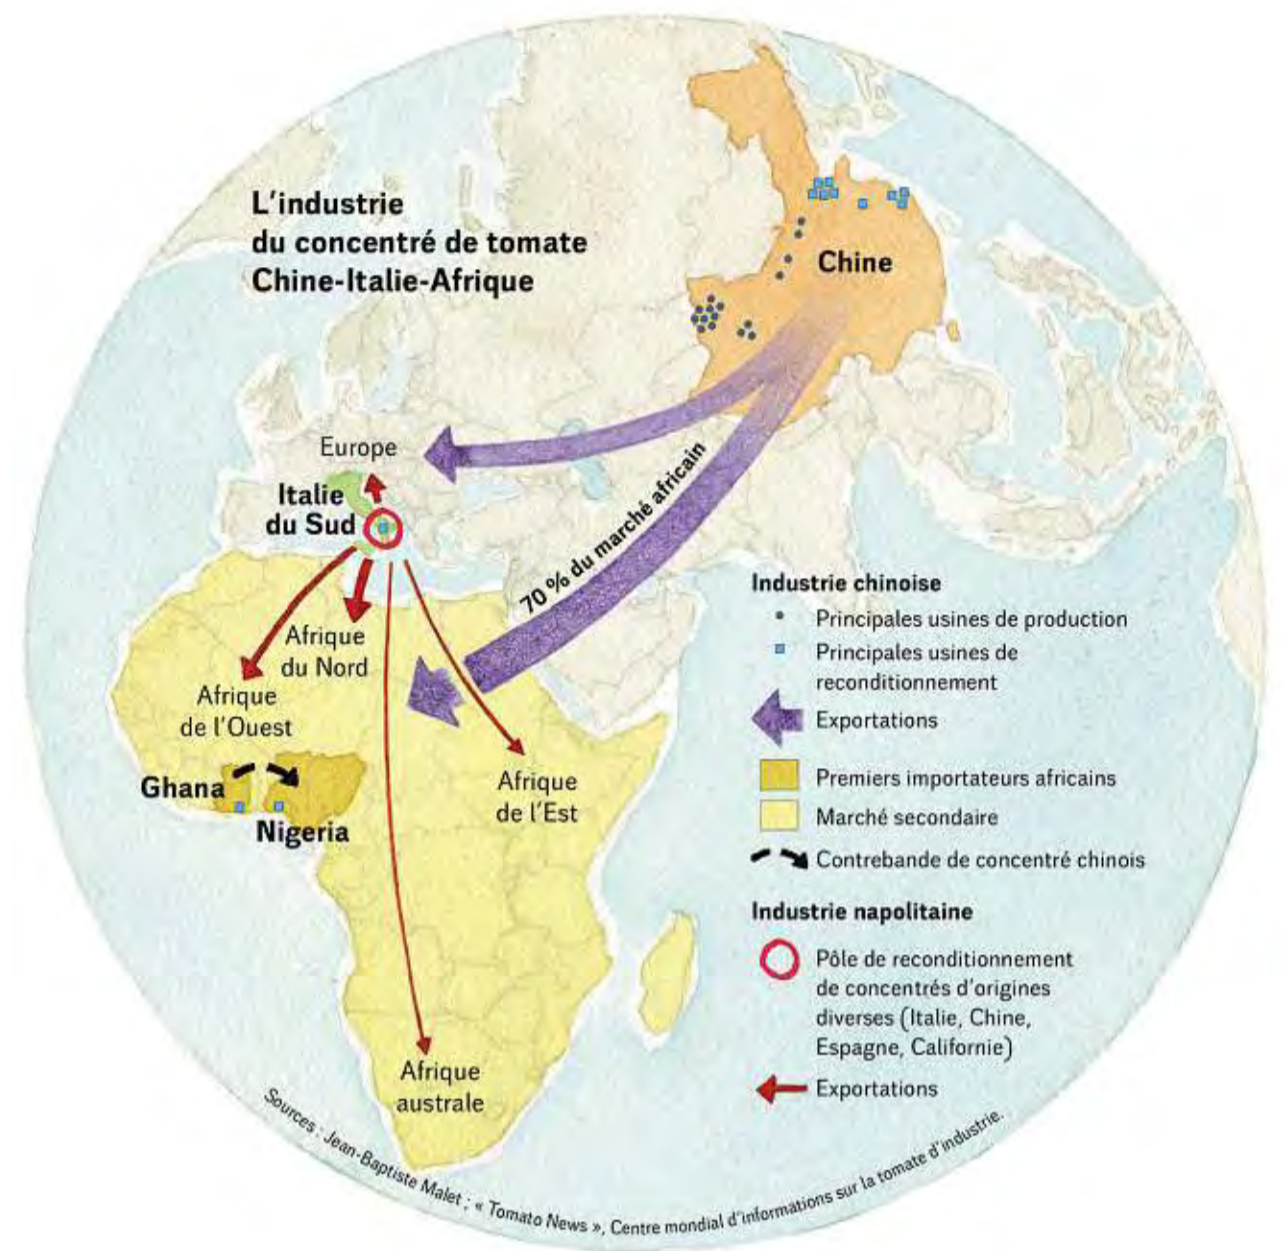 L'industrie
du concentré de tomate
Chine-Italie-Afrique
Chine
Europe
Italie
du Sud
70 % du marché africain
Afrique
du Nord
Afrique
de l'Ouest
Ghana
Nigeria
Afrique
de l'Est
Afrique
australe
Industrie chinoise
Principales usines de production
Principales usines de
reconditionnement
Exportations
Premiers importateurs africains
Marché secondaire
Contrebande de concentré chinois
Industrie napolitaine
Pôle de reconditionnement
de concentrés d'origines
diverses (Italie, Chine,
Espagne, Californie)
Exportations
Sources : Jean-Baptiste Malet ; « Tomato News », Centre mondial d'informations sur la tomate d'industrie.